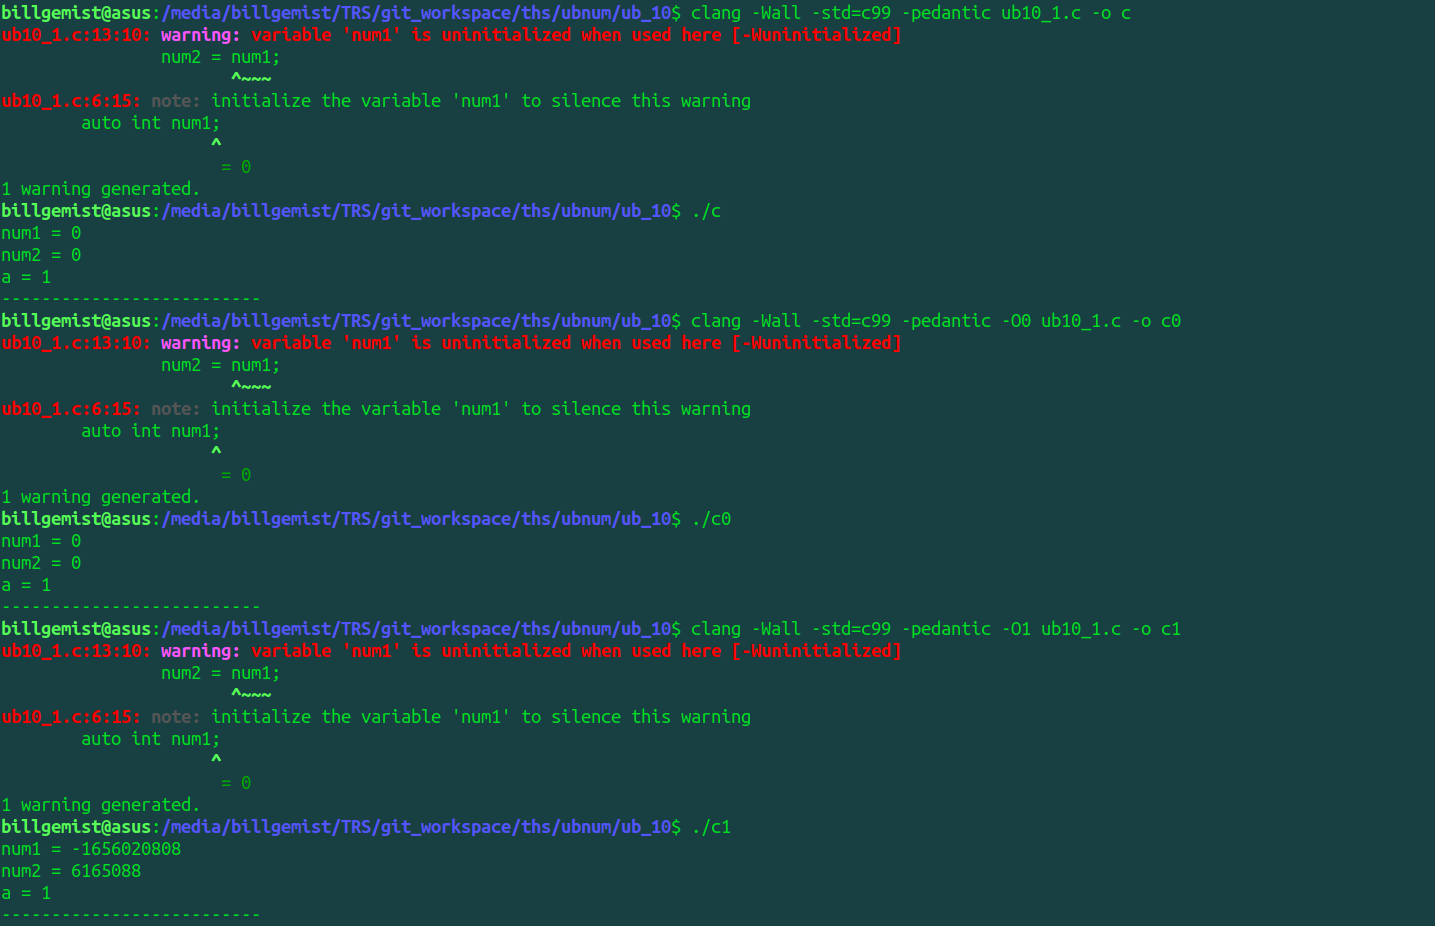 billgemist@asus:/media/billgemist/TRS/git_workspace/ths/ubnum/ub_10$ clang -Wall -std=c99 -pedantic ub10_1.c -o c
ub10_1.c:13:10: warning: variable 'num1' is uninitialized when used here [-Wuninitialized]
                num2 = num1;
                       ^~~~
ub10_1.c:6:15: note: initialize the variable 'num1' to silence this warning
        auto int num1;
                     ^
                      = 0
1 warning generated.
billgemist@asus:/media/billgemist/TRS/git_workspace/ths/ubnum/ub_10$ ./c
num1 = 0
num2 = 0
a = 1
--------------------------
billgemist@asus:/media/billgemist/TRS/git_workspace/ths/ubnum/ub_10$ clang -Wall -std=c99 -pedantic -O0 ub10_1.c -o c0
ub10_1.c:13:10: warning: variable 'num1' is uninitialized when used here [-Wuninitialized]
                num2 = num1;
                       ^~~~
ub10_1.c:6:15: note: initialize the variable 'num1' to silence this warning
        auto int num1;
                     ^
                      = 0
1 warning generated.
billgemist@asus:/media/billgemist/TRS/git_workspace/ths/ubnum/ub_10$ ./c0
num1 = 0
num2 = 0
a = 1
--------------------------
billgemist@asus:/media/billgemist/TRS/git_workspace/ths/ubnum/ub_10$ clang -Wall -std=c99 -pedantic -O1 ub10_1.c -o c1
ub10_1.c:13:10: warning: variable 'num1' is uninitialized when used here [-Wuninitialized]
                num2 = num1;
                       ^~~~
ub10_1.c:6:15: note: initialize the variable 'num1' to silence this warning
        auto int num1;
                     ^
                      = 0
1 warning generated.
billgemist@asus:/media/billgemist/TRS/git_workspace/ths/ubnum/ub_10$ ./c1
num1 = -1656020808
num2 = 6165088
a = 1
--------------------------